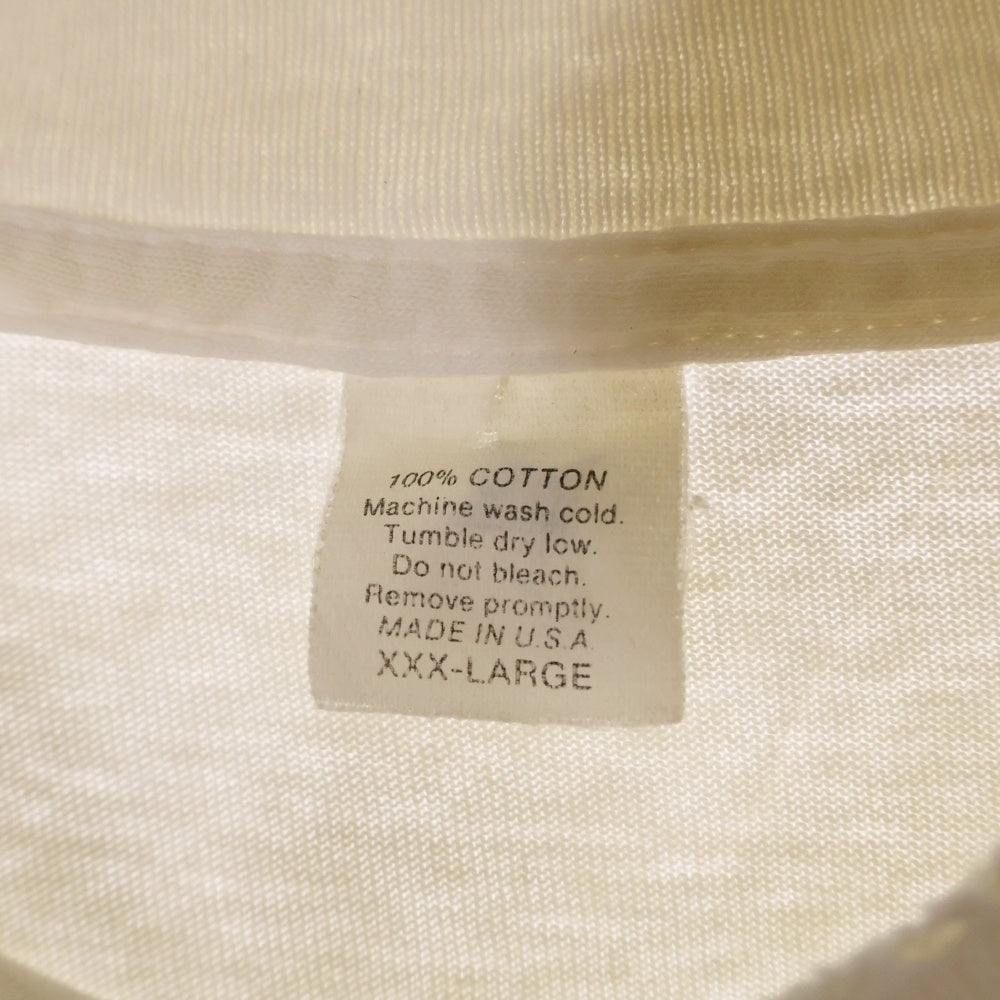 100% COTTON
Machine wash cold.
Tumble dry low.
Do not bleach.
Remove promptly.
MADE IN U.S.A.
XXX-LARGE